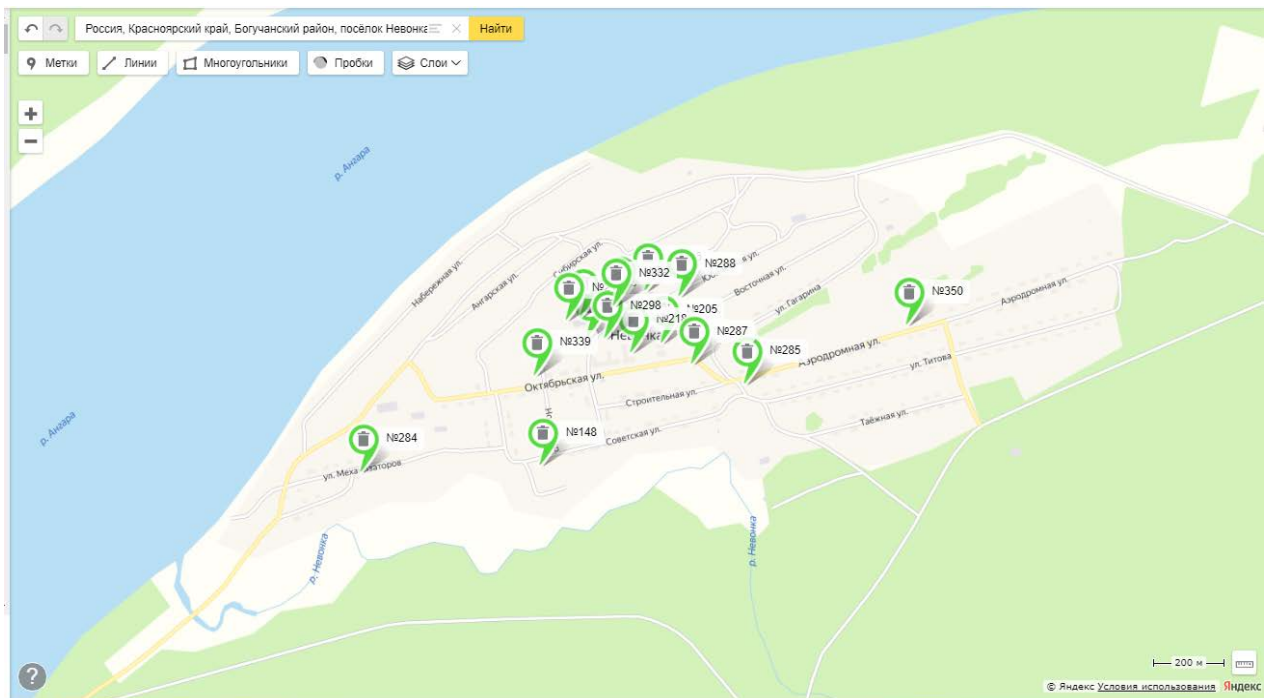 Россия, Красноярский край, Богучанский район, посёлок Невонка
Найти
Метки
Линии
Многоугольники
Пробки
Слои
р. Ангара
р. Ангара
Набережная ул.
Ангарская ул.
Сибирская ул.
Восточная ул.
ул. Гагарина
Аэродромная ул.
Аэродромная ул.
ул. Титова
Таёжная ул.
Октябрьская ул.
Строительная ул.
Советская ул.
р. Невонка
р. Невонка
№288
№332
№298
№205
№287
№285
№350
№339
№148
№284
200 м
?
© Яндекс Условия использования Яндекс